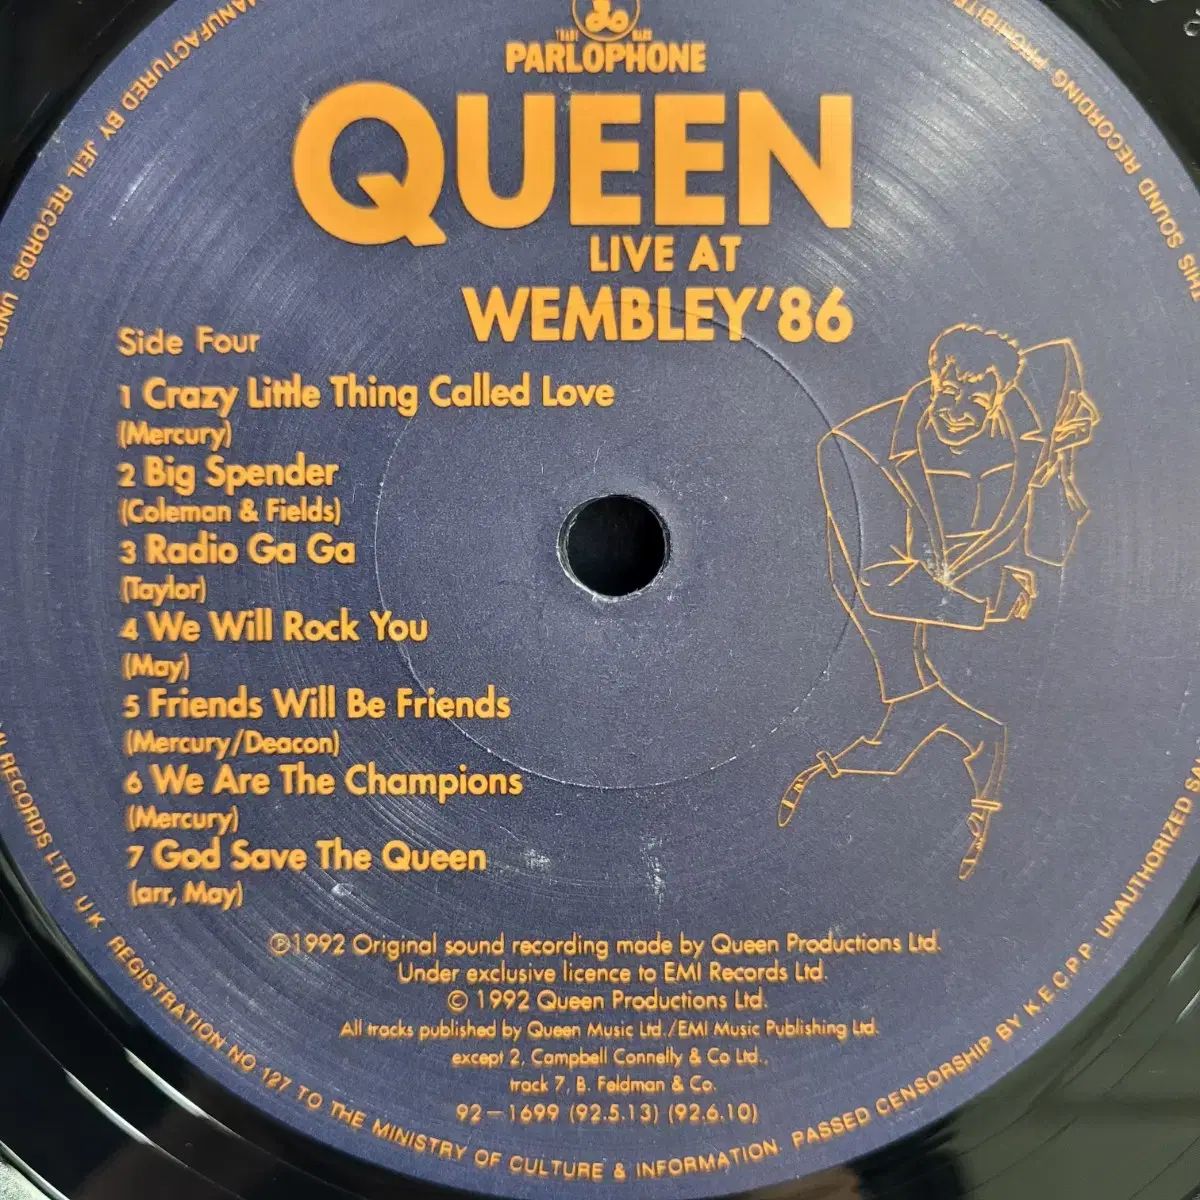 TRADE MARK
PARLOPHONE
QUEEN
LIVE AT
WEMBLEY'86
Side Four
1 Crazy Little Thing Called Love
(Mercury)
2 Big Spender
(Coleman & Fields)
3 Radio Ga Ga
(Taylor)
4 We Will Rock You
(May)
5 Friends Will Be Friends
(Mercury/Deacon)
6 We Are The Champions
(Mercury)
7 God Save The Queen
(arr, May)
℗1992 Original sound recording made by Queen Productions Ltd.
Under exclusive licence to EMI Records Ltd.
© 1992 Queen Productions Ltd.
All tracks published by Queen Music Ltd./EMI Music Publishing Ltd.
except 2, Campbell Connelly & Co Ltd.,
track 7, B. Feldman & Co.
92-1699 (92.5.13) (92.6.10)
MANUFACTURED BY JEIL RECORDS,
RECORDS LTD. U.K. REGISTRATION NO 127 TO THE MINISTRY OF CULTURE & INFORMATION. PASSED CENSORSHIP BY K.E.C.P.P. UNAUTHORIZED
THIS SOUND RECORDING